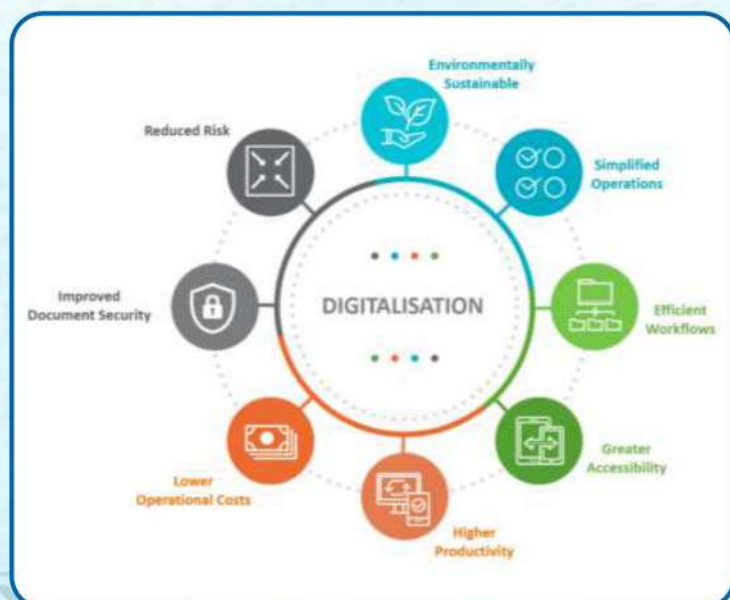 Environmentally
Sustainable
Reduced Risk
Simplified
Operations
Improved
Document Security
DIGITALISATION
Efficient
Workflows
Lower
Operational Costs
Greater
Accessibility
Higher
Productivity